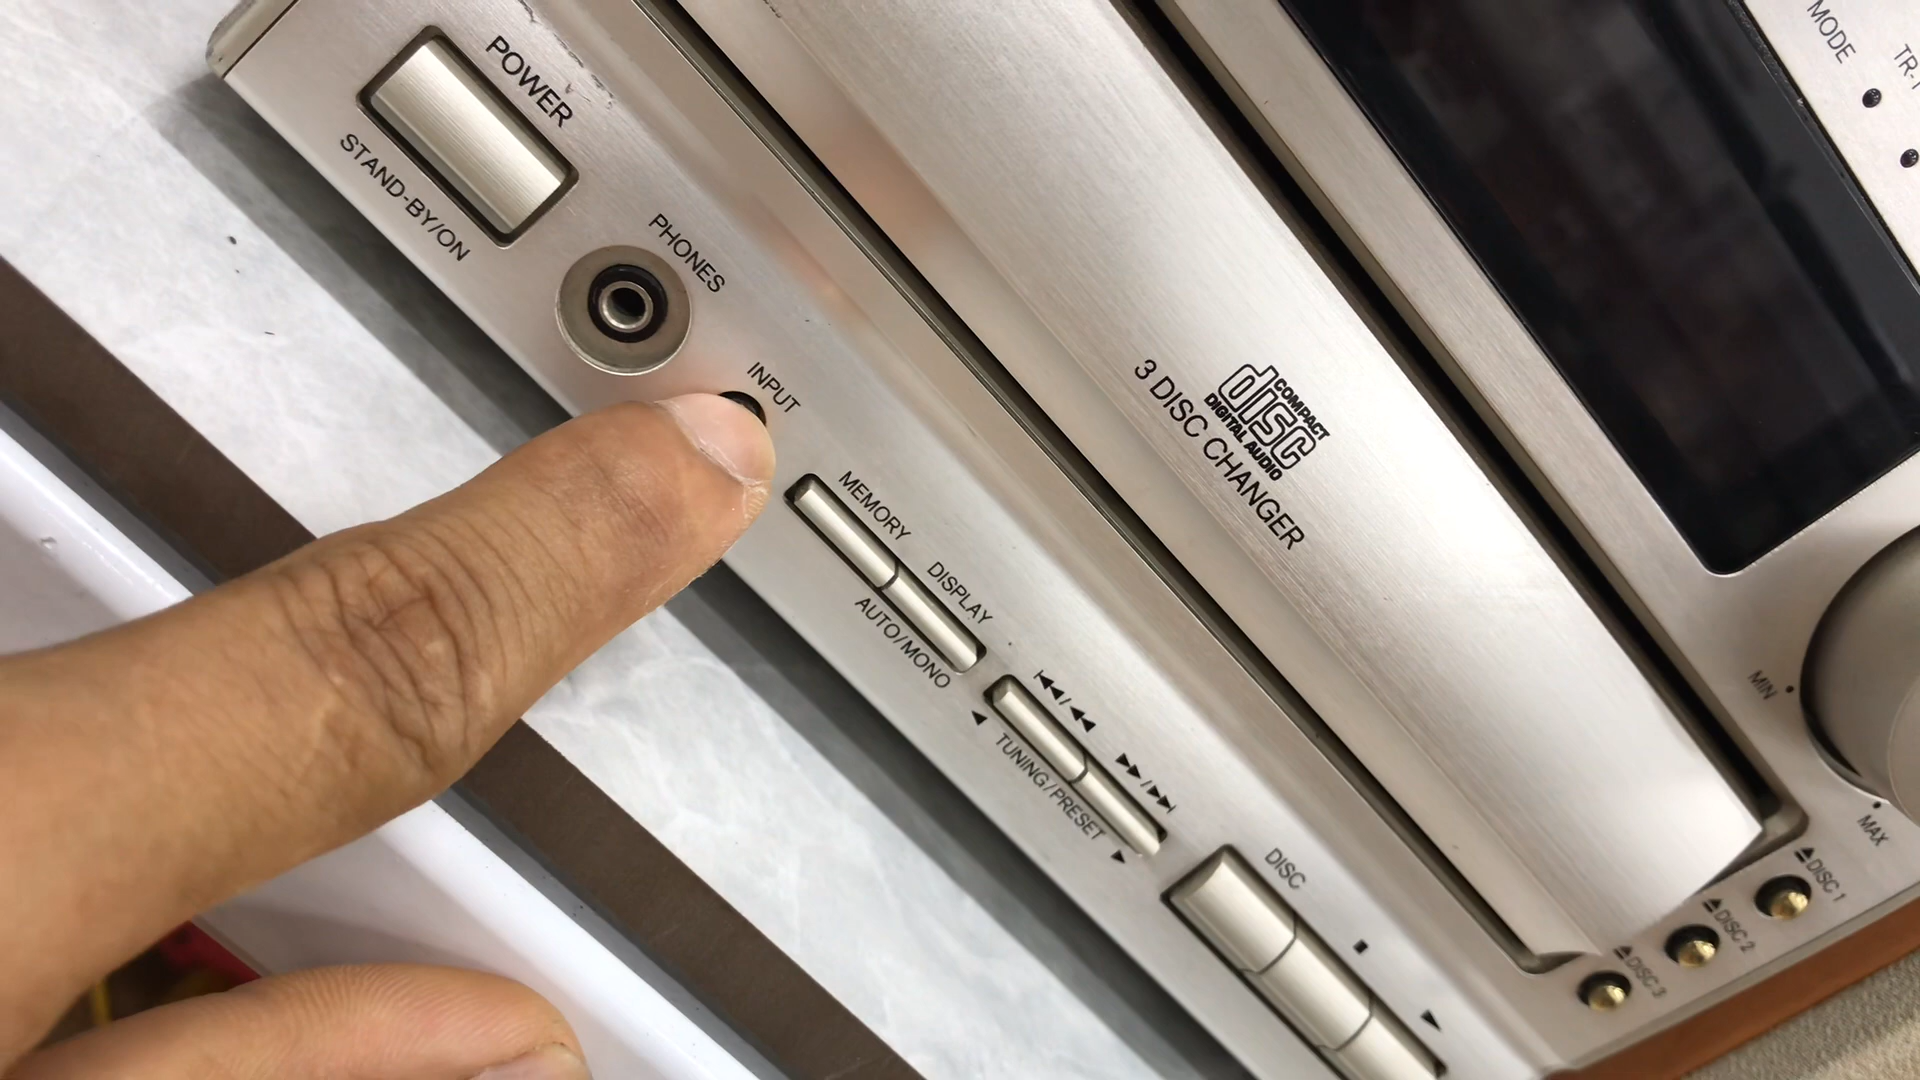 POWER
STAND-BY/ON
PHONES
INPUT
MEMORY
DISPLAY
AUTO/MONO
TUNING/PRESET
DISC
COMPACT
disc
DIGITAL AUDIO
3 DISC CHANGER
MODE
MIN
MAX
DISC 1
DISC 2
DISC 3